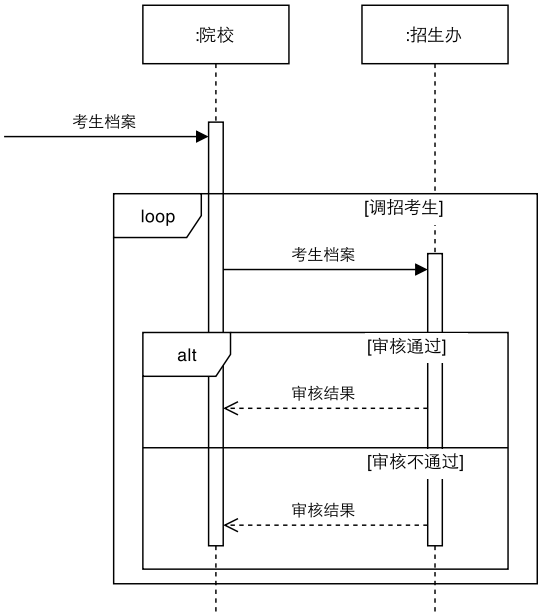 :院校
:招生办
考生档案
loop
[调招考生]
考生档案
alt
[审核通过]
审核结果
[审核不通过]
审核结果